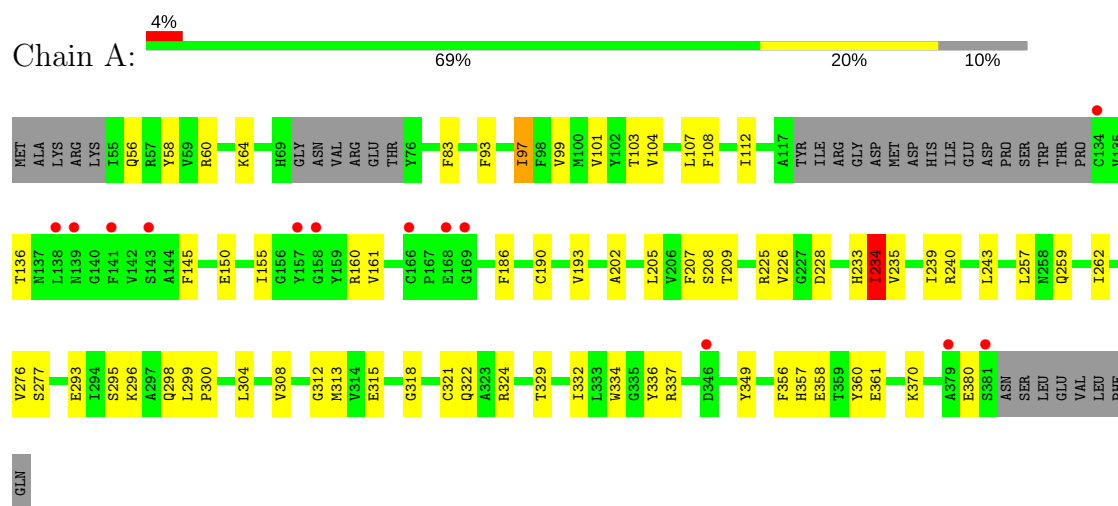 4%
Chain A:
69% 20% 10%
MET ALA LYS ARG LYS I55 Q56 R57 Y58 V59 R60 K64 H69 GLY ASN VAL ARG GLU THR Y76 F83 F93 I97 F98 V99 M100 V101 Y102 T103 V104 L107 F108 I112 A117 TYR ILE ARG GLY ASP MET ASP HIS ILE GLU ASP PRO SER TRP THR PRO C134 V135
T136 N137 L138 N139 G140 F141 V142 S143 A144 F145 E150 I155 G156 Y157 G158 Y159 R160 V161 C166 P167 E168 G169 F186 C190 V193 A202 L205 V206 F207 S208 T209 R225 V226 G227 D228 H233 I234 V235 I239 R240 L243 L257 N258 Q259 I262
V276 S277 E293 I294 S295 K296 A297 Q298 L299 P300 L304 V308 G312 M313 V314 E315 G318 C321 Q322 A323 R324 T329 I332 L333 W334 G335 Y336 R337 D346 Y349 F356 H357 E358 T359 Y360 E361 K370 A379 E380 S381 ASN SER LEU GLU VAL LEU PHE
GLN